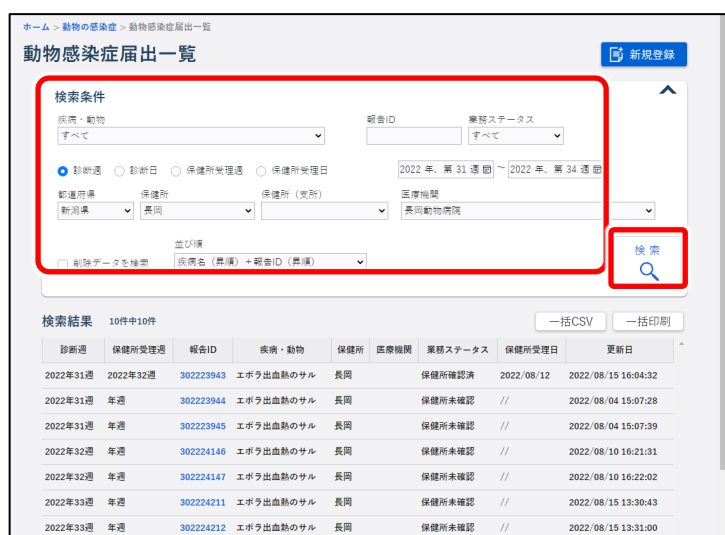 ホーム > 動物の感染症 > 動物感染症届出一覧
動物感染症届出一覧
新規登録
検索条件
疾病・動物 報告ID 業務ステータス
すべて すべて
診断週 診断日 保健所受理週 保健所受理日 2022 年、第 31 週 ~ 2022 年、第 34 週
都道府県 保健所 保健所（支所） 医療機関
新潟県 長岡 長岡動物病院
並び順
削除データを検索 疾病名（昇順）+報告ID（昇順）
検索
検索結果 10件中10件 一括CSV 一括印刷
診断週 保健所受理週 報告ID 疾病・動物 保健所 医療機関 業務ステータス 保健所受理日 更新日
2022年31週 2022年32週 302223943 エボラ出血熱のサル 長岡 保健所確認済 2022/08/12 2022/08/15 16:04:32
2022年31週 年週 302223944 エボラ出血熱のサル 長岡 保健所未確認 // 2022/08/04 15:07:28
2022年31週 年週 302223945 エボラ出血熱のサル 長岡 保健所未確認 // 2022/08/04 15:07:39
2022年32週 年週 302224146 エボラ出血熱のサル 長岡 保健所未確認 // 2022/08/10 16:21:31
2022年32週 年週 302224147 エボラ出血熱のサル 長岡 保健所未確認 // 2022/08/10 16:22:02
2022年33週 年週 302224211 エボラ出血熱のサル 長岡 保健所未確認 // 2022/08/15 13:30:43
2022年33週 年週 302224212 エボラ出血熱のサル 長岡 保健所未確認 // 2022/08/15 13:31:00